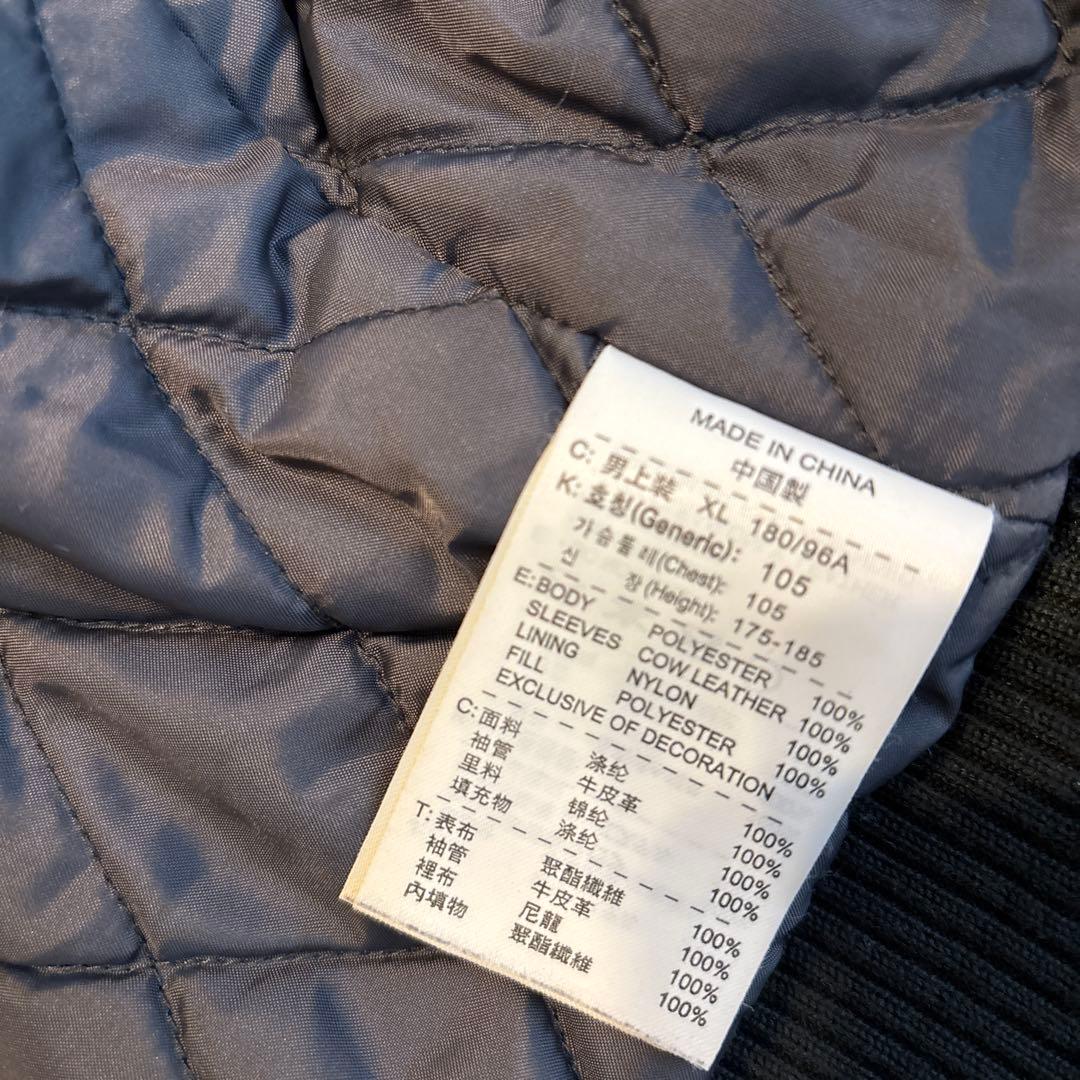 MADE IN CHINA
中国製
C: 男上装 XL 180/96A
K: 호칭(Generic): 105
가슴둘레(Chest): 105
신 장(Height): 175-185
E: BODY POLYESTER 100%
SLEEVES COW LEATHER 100%
LINING NYLON 100%
FILL POLYESTER 100%
EXCLUSIVE OF DECORATION
C: 面料 涤纶 100%
袖管 牛皮革 100%
里料 锦纶 100%
填充物 涤纶 100%
T: 表布 聚酯纖維 100%
袖管 牛皮革 100%
裡布 尼龍 100%
內填物 聚酯纖維 100%